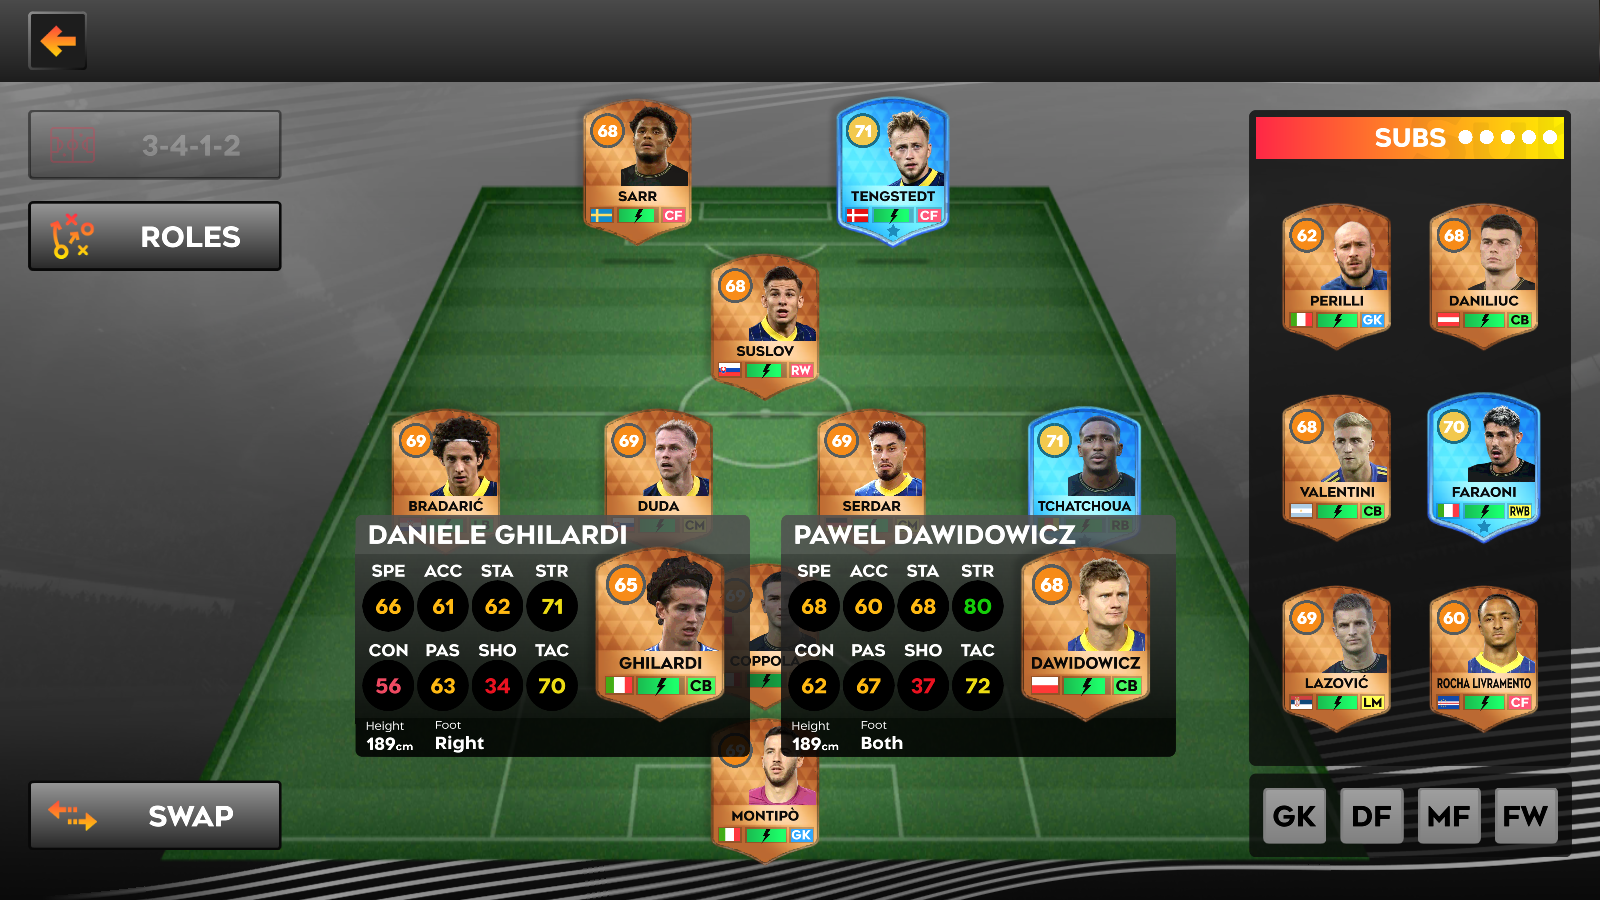 3-4-1-2
ROLES
SWAP
68
SARR
CF
71
TENGSTEDT
CF
68
SUSLOV
RW
69
BRADARIĆ
69
DUDA
CM
69
SERDAR
CM
71
TCHATCHOUA
RB
DANIELE GHILARDI
SPE ACC STA STR
66 61 62 71
CON PAS SHO TAC
56 63 34 70
Height Foot
189cm Right
65
GHILARDI
CB
69
COPPOLA
PAWEL DAWIDOWICZ
SPE ACC STA STR
68 60 68 80
CON PAS SHO TAC
62 67 37 72
Height Foot
189cm Both
68
DAWIDOWICZ
CB
69
MONTIPÒ
GK
SUBS
62
PERILLI
GK
68
DANILIUC
CB
68
VALENTINI
CB
70
FARAONI
RWB
69
LAZOVIĆ
LM
60
ROCHA LIVRAMENTO
CF
GK DF MF FW